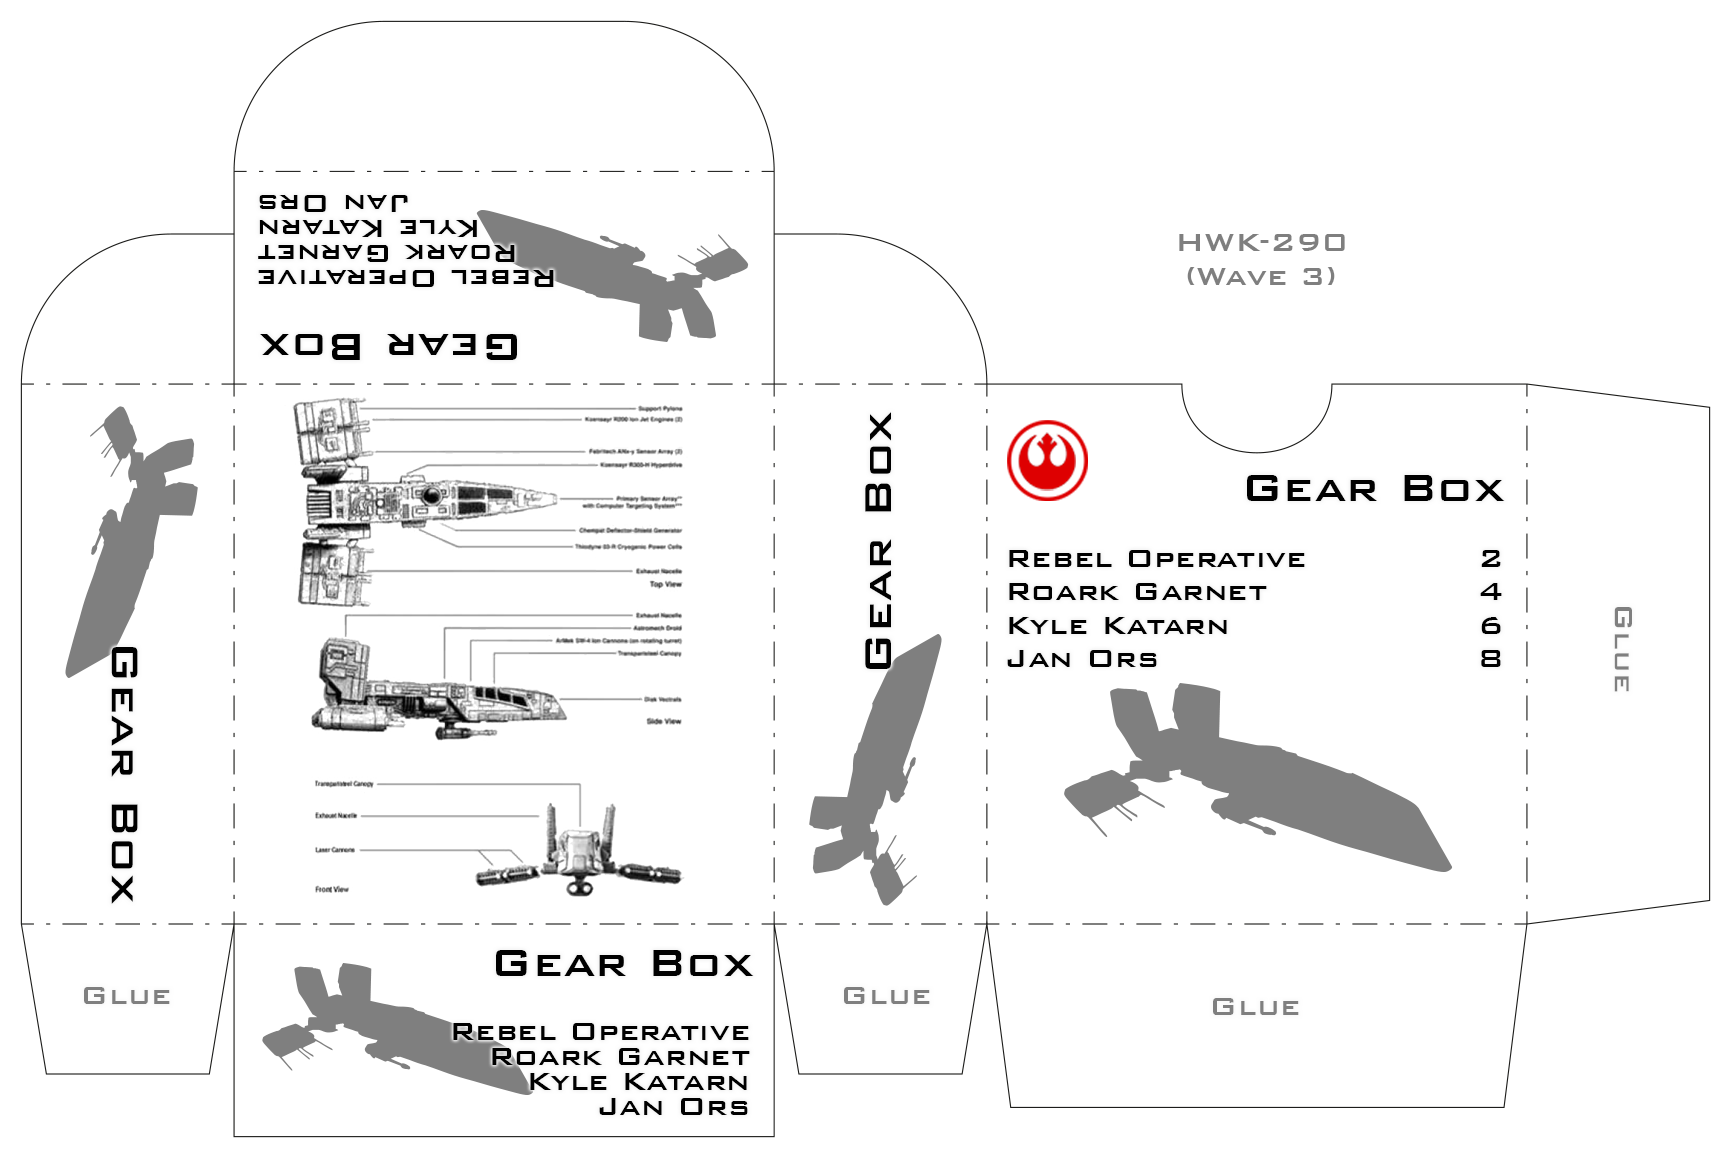 Jan Ors
Kyle Katarn
Roark Garnet
Rebel Operative
Gear Box
HWK-290
(Wave 3)
Gear Box
Support Pylons
Koensayr R200 Ion Jet Engines (2)
Fabritech ANs-y Sensor Array (2)
Koensayr R300-H Hyperdrive
Primary Sensor Array**
with Computer Targeting System***
Chempat Deflector-Shield Generator
Thiodyne 03-R Cryogenic Power Cells
Exhaust Nacelle
Top View
Exhaust Nacelle
Astromech Droid
ArMek SW-4 Ion Cannons (on rotating turret)
Transparisteel Canopy
Disk Vectrals
Side View
Transparisteel Canopy
Exhaust Nacelle
Laser Cannons
Front View
Gear Box
Gear Box
Rebel Operative 2
Roark Garnet 4
Kyle Katarn 6
Jan Ors 8
Glue
Glue
Gear Box
Rebel Operative
Roark Garnet
Kyle Katarn
Jan Ors
Glue
Glue